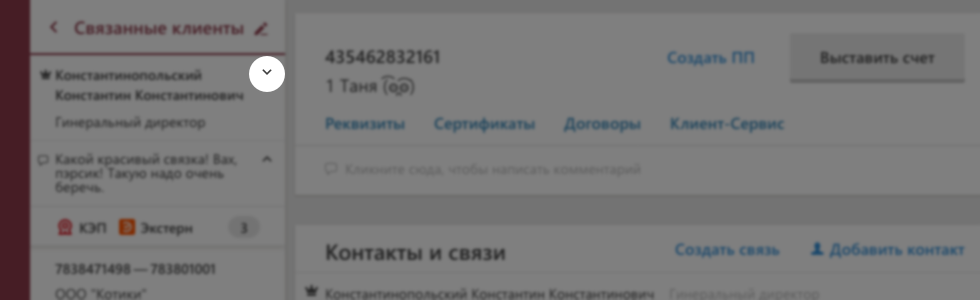 Связанные клиенты
Константинопольский
Константин Константинович
Гинеральный директор
Какой красивый связка! Вах,
пэрсик! Такую надо очень
беречь.
КЭП Экстерн 3
7838471498 — 783801001
ООО "Котики"
435462832161
1 Таня
Создать ПП
Выставить счет
Реквизиты Сертификаты Договоры Клиент-Сервис
Кликните сюда, чтобы написать комментарий
Контакты и связи
Создать связь Добавить контакт
Константинопольский Константин Константинович Гинеральный директор